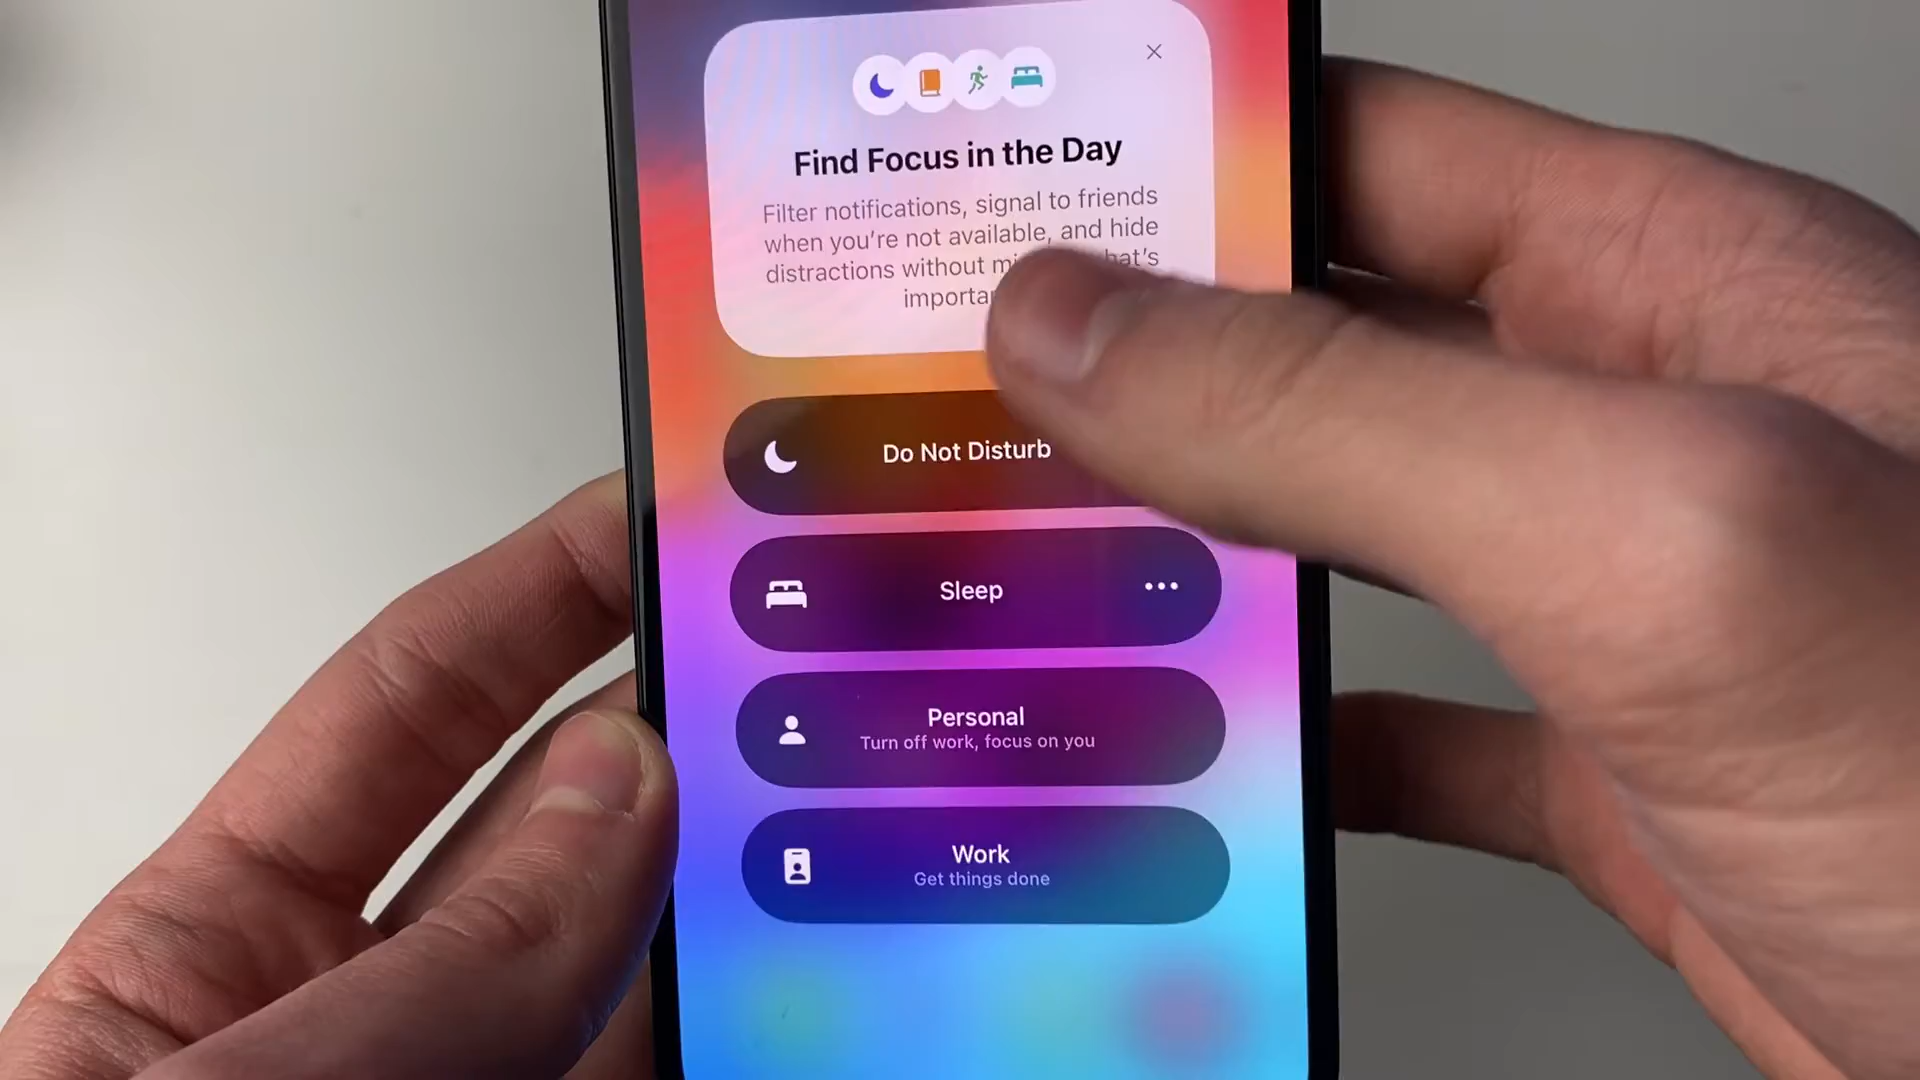 Find Focus in the Day
Filter notifications, signal to friends
when you're not available, and hide
distractions without hat's
importa
Do Not Disturb
Sleep
Personal
Turn off work, focus on you
Work
Get things done